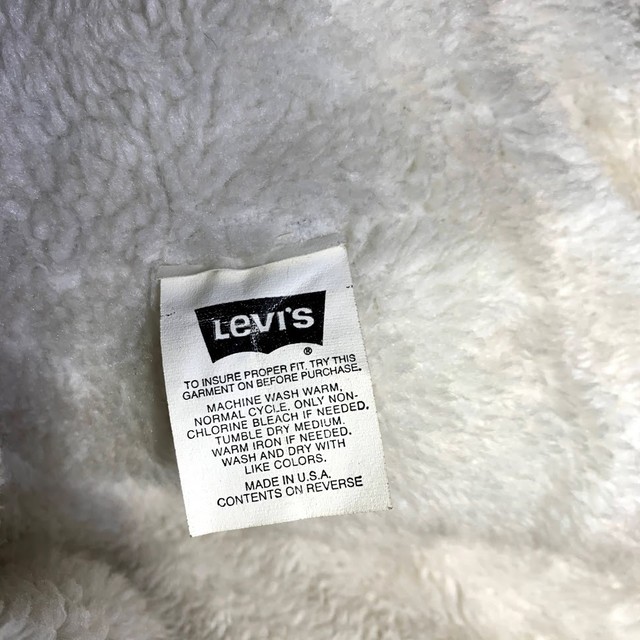 Levi's
®
TO INSURE PROPER FIT, TRY THIS
GARMENT ON BEFORE PURCHASE.
MACHINE WASH WARM,
NORMAL CYCLE. ONLY NON-
CHLORINE BLEACH IF NEEDED.
TUMBLE DRY MEDIUM.
WARM IRON IF NEEDED.
WASH AND DRY WITH
LIKE COLORS.
MADE IN U.S.A.
CONTENTS ON REVERSE